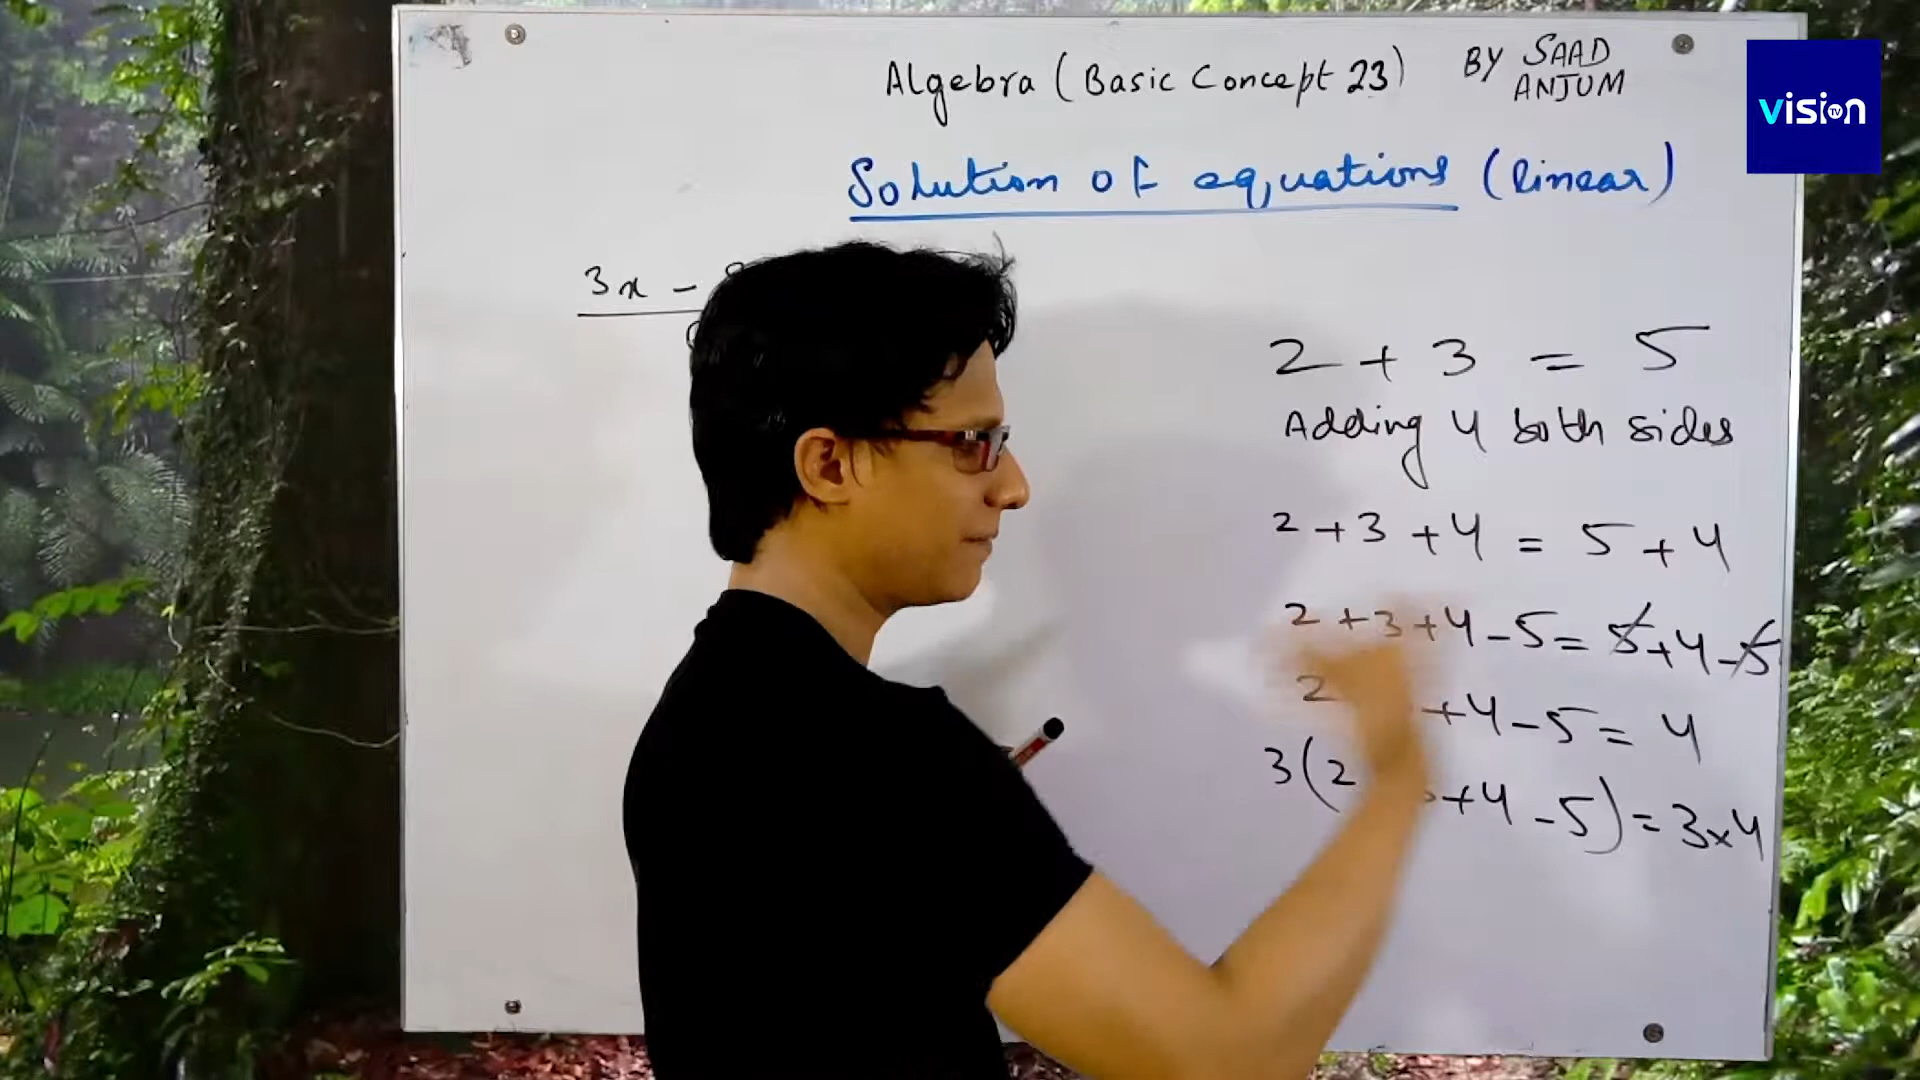 Algebra (Basic Concept 23)
BY SAAD
ANJUM
vision
TV
Solution of equations (linear)
3x -
2 + 3 = 5
Adding 4 both sides
2 + 3 + 4 = 5 + 4
2 + 3 + 4 - 5 = 5 + 4 - 5
2 + 4 - 5 = 4
3(2 + 4 - 5) = 3 x 4